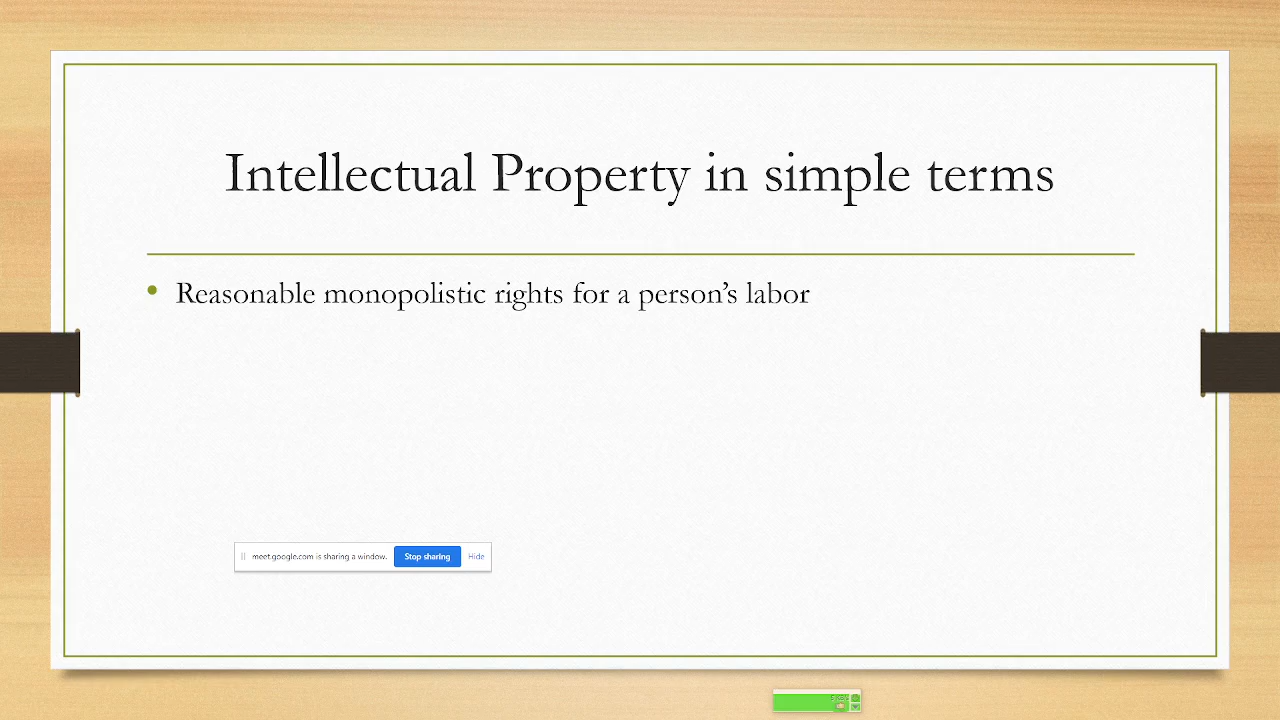 Intellectual Property in simple terms
• Reasonable monopolistic rights for a person’s labor
meet.google.com is sharing a window. Stop sharing Hide